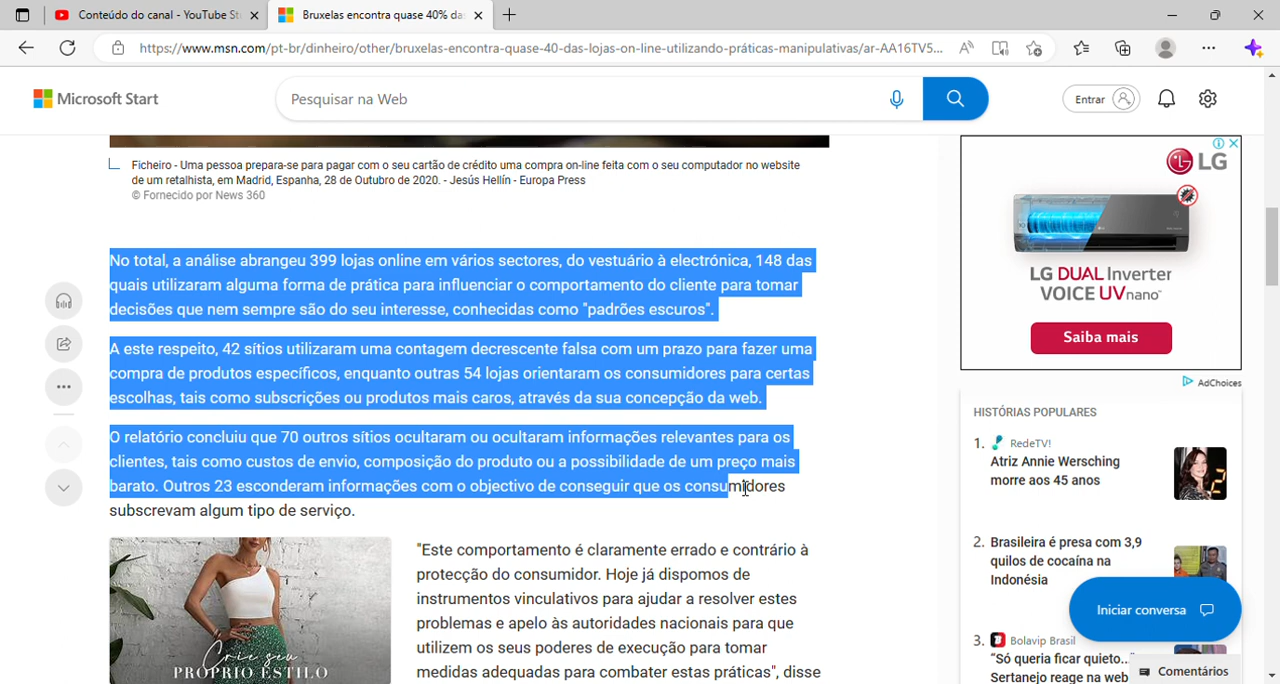 Conteúdo do canal - YouTube St
Bruxelas encontra quase 40% das
https://www.msn.com/pt-br/dinheiro/other/bruxelas-encontra-quase-40-das-lojas-on-line-utilizando-práticas-manipulativas/ar-AA16TV5...
Microsoft Start
Pesquisar na Web
Entrar
Ficheiro - Uma pessoa prepara-se para pagar com o seu cartão de crédito uma compra on-line feita com o seu computador no website
de um retalhista, em Madrid, Espanha, 28 de Outubro de 2020. - Jesús Hellín - Europa Press
© Fornecido por News 360
No total, a análise abrangeu 399 lojas online em vários sectores, do vestuário à electrónica, 148 das
quais utilizaram alguma forma de prática para influenciar o comportamento do cliente para tomar
decisões que nem sempre são do seu interesse, conhecidas como "padrões escuros".
A este respeito, 42 sítios utilizaram uma contagem decrescente falsa com um prazo para fazer uma
compra de produtos específicos, enquanto outras 54 lojas orientaram os consumidores para certas
escolhas, tais como subscrições ou produtos mais caros, através da sua concepção da web.
O relatório concluiu que 70 outros sítios ocultaram ou ocultaram informações relevantes para os
clientes, tais como custos de envio, composição do produto ou a possibilidade de um preço mais
barato. Outros 23 esconderam informações com o objectivo de conseguir que os consumidores
subscrevam algum tipo de serviço.
Crie seu
PRÓPRIO ESTILO
"Este comportamento é claramente errado e contrário à
protecção do consumidor. Hoje já dispomos de
instrumentos vinculativos para ajudar a resolver estes
problemas e apelo às autoridades nacionais para que
utilizem os seus poderes de execução para tomar
medidas adequadas para combater estas práticas", disse
LG
LG DUAL Inverter
VOICE UVnano™
Saiba mais
AdChoices
HISTÓRIAS POPULARES
1. RedeTV!
Atriz Annie Wersching
morre aos 45 anos
2. Brasileira é presa com 3,9
quilos de cocaína na
Indonésia
Iniciar conversa
3. Bolavip Brasil
"Só queria ficar quieto..."
Sertanejo reage na web
Comentários